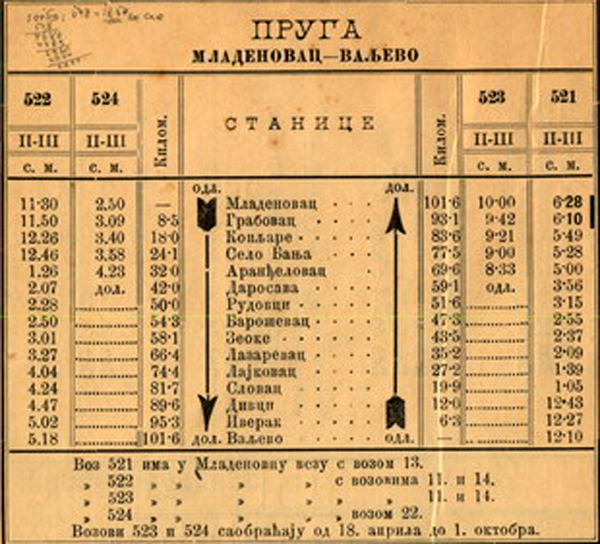 ПРУГА
МЛАДЕНОВАЦ—ВАЉЕВО
522 524 Килом. СТАНИЦЕ Килом. 523 521
II-III II-III II-III II-III
с. м. с. м. с. м. с. м.
одл. дол.
11·30 2.50 — Младеновац 101·6 10·00 6·28
11.50 3.09 8·5 Грабовац 93·1 9·42 6·10
12.26 3.40 18·0 Копљаре 83·6 9·21 5·49
12.46 3.58 24·1 Село Бања 77·5 9·00 5·28
1.26 4.23 32·0 Аранђеловац 69·6 8·33 5·00
2.07 дол. 42·0 Даросава 59·1 одл. 3·56
2.28 50·0 Рудовци 51·6 3·15
2.50 54·3 Барошевац 47·3 2·55
3.01 58·1 Зеоке 43·5 2·37
3.27 66·4 Лазаревац 35·2 2·09
4.04 74·4 Лајковац 27·2 1·39
4.24 81·7 Словац 19·9 1·05
4.47 89·6 Дивци 12·0 12·43
5.02 95·3 Иверак 6·3 12·27
5.18 101·6 дол. Ваљево одл. — 12·10
Воз 521 има у Младеновцу везу с возом 13.
„ 522 „ „ „ „ с возовима 11. и 14.
„ 523 „ „ „ „ „ „ 11. и 14.
„ 524 „ „ „ „ „ возом 22.
Возови 523 и 524 саобраћају од 18. априла до 1. октобра.